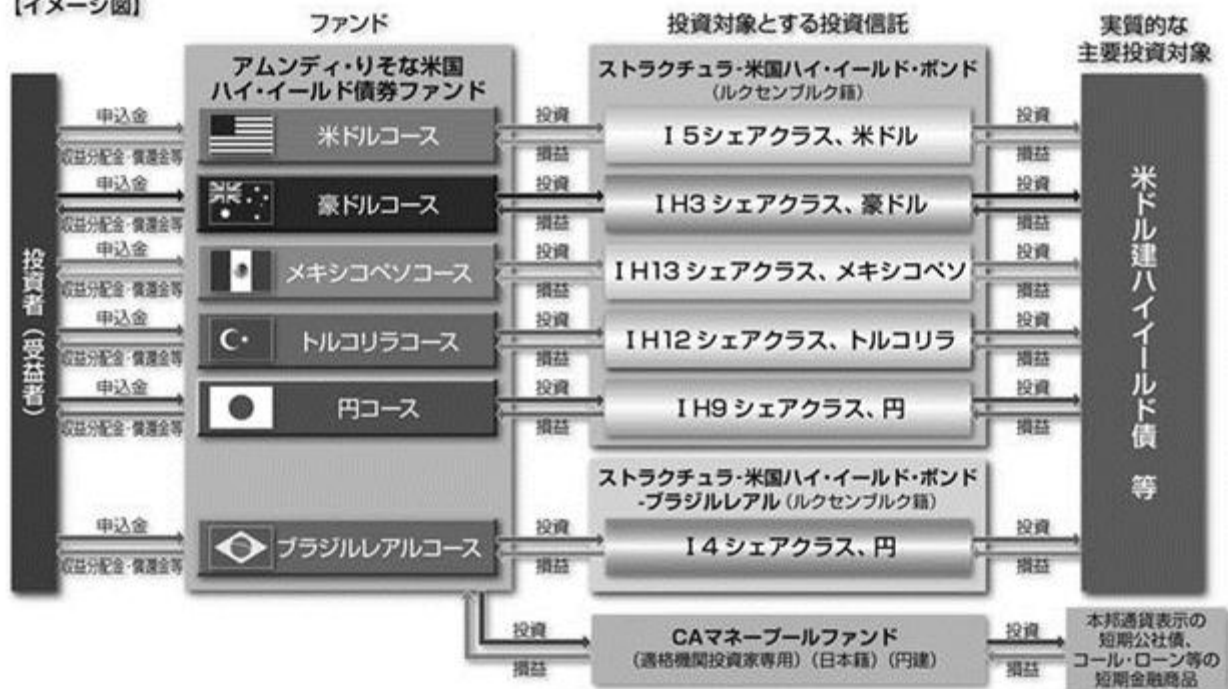 【イメージ図】
ファンド
投資対象とする投資信託
実質的な
主要投資対象
アムンディ・りそな米国
ハイ・イールド債券ファンド
ストラクチュラ-米国ハイ・イールド・ボンド
(ルクセンブルク籍)
投資者（受益者）
申込金
収益分配金・償還金等
米ドルコース
投資
損益
I 5シェアクラス、米ドル
投資
損益
申込金
収益分配金・償還金等
豪ドルコース
投資
損益
I H3 シェアクラス、豪ドル
投資
損益
申込金
収益分配金・償還金等
メキシコペソコース
投資
損益
I H13 シェアクラス、メキシコペソ
投資
損益
申込金
収益分配金・償還金等
トルコリラコース
投資
損益
I H12 シェアクラス、トルコリラ
投資
損益
申込金
収益分配金・償還金等
円コース
投資
損益
I H9 シェアクラス、円
投資
損益
米ドル建ハイイールド債 等
ストラクチュラ-米国ハイ・イールド・ボンド
-ブラジルレアル (ルクセンブルク籍)
申込金
収益分配金・償還金等
ブラジルレアルコース
投資
損益
I 4 シェアクラス、円
投資
損益
投資
損益
CAマネープールファンド
(適格機関投資家専用) (日本籍) (円建)
投資
損益
本邦通貨表示の
短期公社債、
コール・ローン等の
短期金融商品